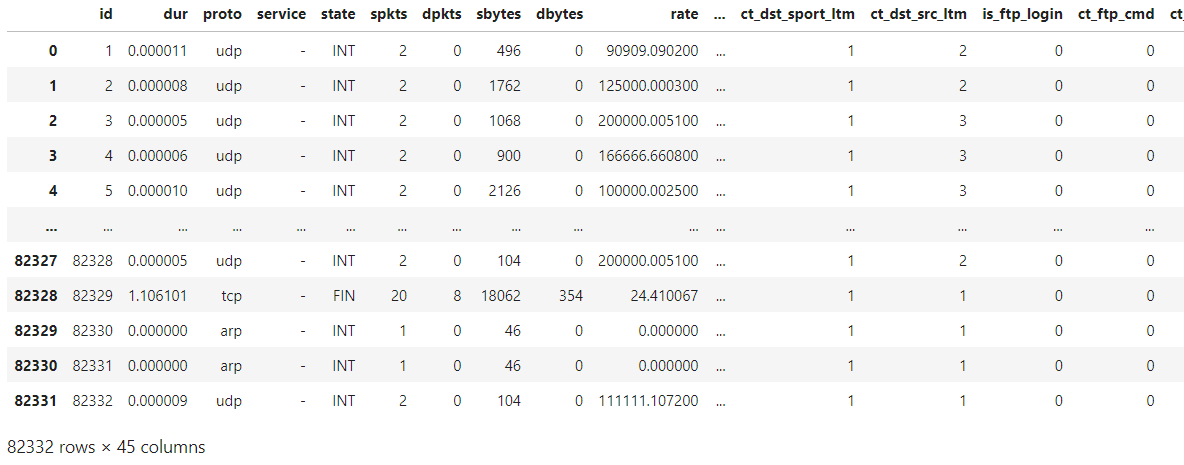 id dur proto service state spkts dpkts sbytes dbytes rate ... ct_dst_sport_ltm ct_dst_src_ltm is_ftp_login ct_ftp_cmd ct_
0 1 0.000011 udp - INT 2 0 496 0 90909.090200 ... 1 2 0 0
1 2 0.000008 udp - INT 2 0 1762 0 125000.000300 ... 1 2 0 0
2 3 0.000005 udp - INT 2 0 1068 0 200000.005100 ... 1 3 0 0
3 4 0.000006 udp - INT 2 0 900 0 166666.660800 ... 1 3 0 0
4 5 0.000010 udp - INT 2 0 2126 0 100000.002500 ... 1 3 0 0
... ... ... ... ... ... ... ... ... ... ... ... ... ... ... ...
82327 82328 0.000005 udp - INT 2 0 104 0 200000.005100 ... 1 2 0 0
82328 82329 1.106101 tcp - FIN 20 8 18062 354 24.410067 ... 1 1 0 0
82329 82330 0.000000 arp - INT 1 0 46 0 0.000000 ... 1 1 0 0
82330 82331 0.000000 arp - INT 1 0 46 0 0.000000 ... 1 1 0 0
82331 82332 0.000009 udp - INT 2 0 104 0 111111.107200 ... 1 1 0 0
82332 rows × 45 columns